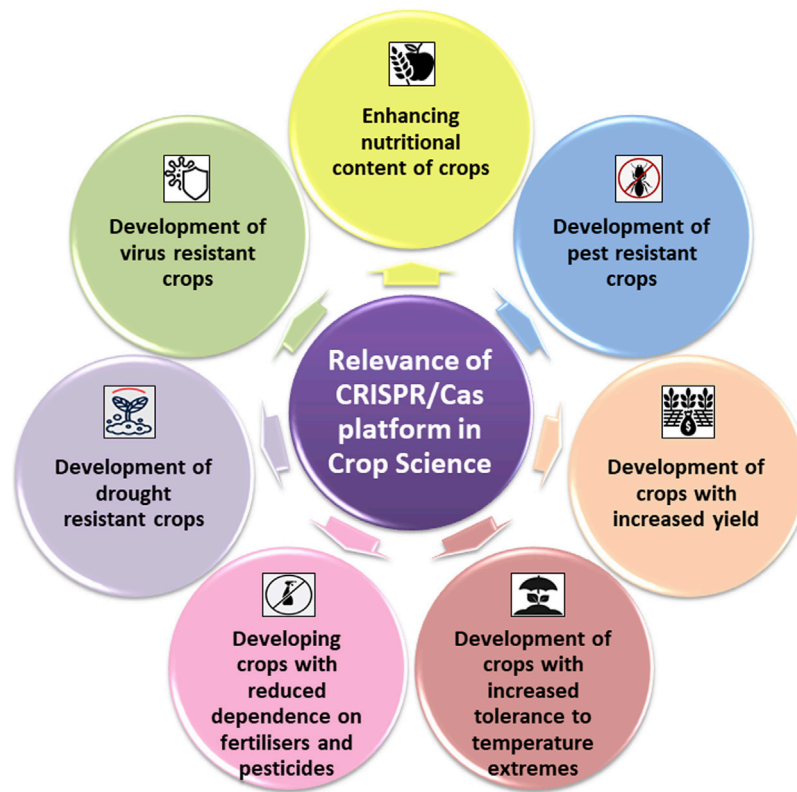 Enhancing
nutritional
content of crops
Development of
pest resistant
crops
Development of
crops with
increased yield
Development of
crops with
increased
tolerance to
temperature
extremes
Developing
crops with
reduced
dependence on
fertilisers and
pesticides
Development of
drought
resistant crops
Development of
virus resistant
crops
Relevance of
CRISPR/Cas
platform in
Crop Science
$